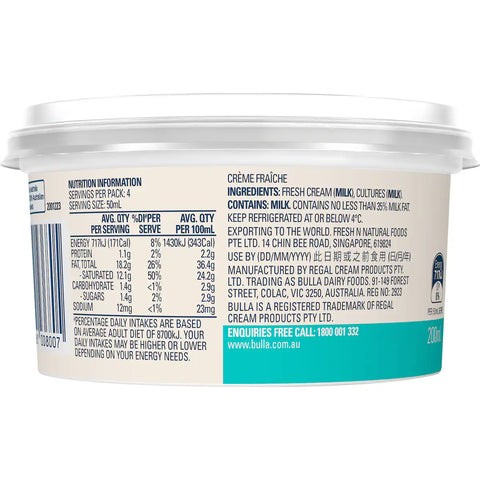 NUTRITION INFORMATION
SERVINGS PER PACK: 4
SERVING SIZE: 50mL
AVG. QTY PER SERVING %DI* PER SERVE AVG. QTY PER 100mL
ENERGY 717kJ (171Cal) 8% 1430kJ (343Cal)
PROTEIN 1.1g 2% 2.2g
FAT, TOTAL 18.2g 26% 36.4g
- SATURATED 12.1g 50% 24.2g
CARBOHYDRATE 1.4g <1% 2.9g
- SUGARS 1.4g 2% 2.9g
SODIUM 12mg <1% 23mg
*PERCENTAGE DAILY INTAKES ARE BASED
ON AVERAGE ADULT DIET OF 8700kJ. YOUR
DAILY INTAKES MAY BE HIGHER OR LOWER
DEPENDING ON YOUR ENERGY NEEDS.
2001223
008007
CRÈME FRAÎCHE
INGREDIENTS: FRESH CREAM (MILK), CULTURES (MILK).
CONTAINS: MILK. CONTAINS NO LESS THAN 35% MILK FAT.
KEEP REFRIGERATED AT OR BELOW 4°C.
EXPORTING TO THE WORLD. FRESH N NATURAL FOODS
PTE LTD. 14 CHIN BEE ROAD, SINGAPORE, 619824
USE BY (DD/MM/YYYY) 此日期或之前食用 (日/月/年)
MANUFACTURED BY REGAL CREAM PRODUCTS PTY.
LTD. TRADING AS BULLA DAIRY FOODS. 91-149 FOREST
STREET, COLAC, VIC 3250, AUSTRALIA. REG NO: 2923
BULLA IS A REGISTERED TRADEMARK OF REGAL
CREAM PRODUCTS PTY LTD.
ENQUIRIES FREE CALL: 1800 001 332
www.bulla.com.au
717kJ
8%
200mL